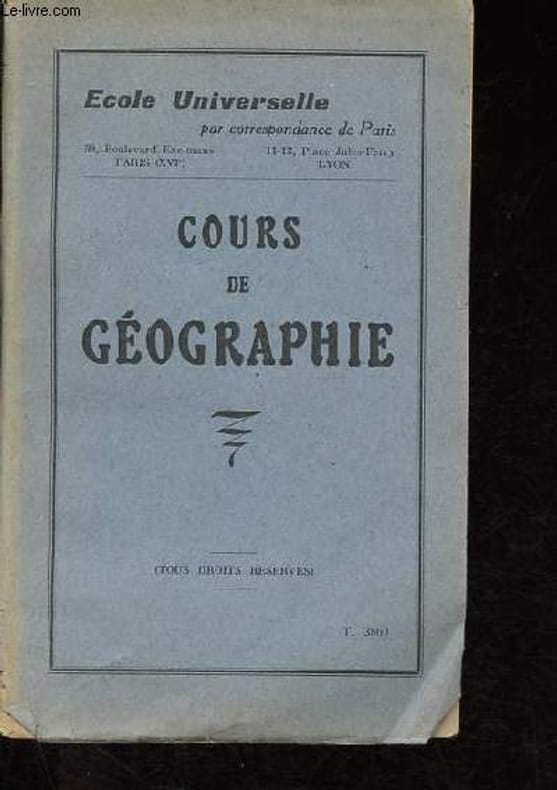 Le-livre.com
Ecole Universelle
par correspondance de Paris
59, Boulevard Exelmans
PARIS (XVIe)
11-12, Place Jules-Ferry
LYON
COURS
DE
GÉOGRAPHIE
(TOUS DROITS RÉSERVÉS)
T.